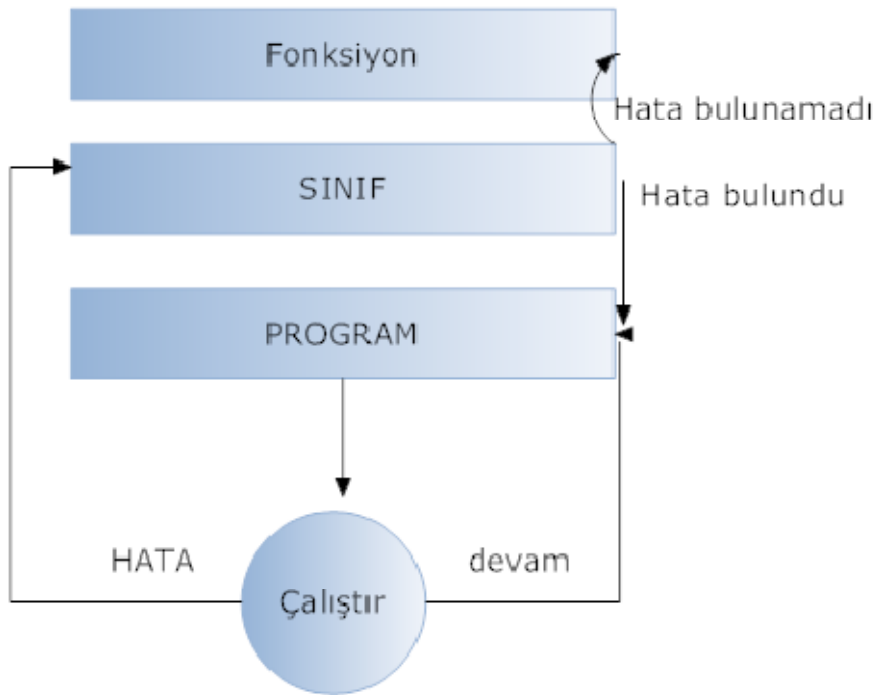 Fonksiyon
Hata bulunamadı
SINIF
Hata bulundu
PROGRAM
HATA
devam
Çalıştır